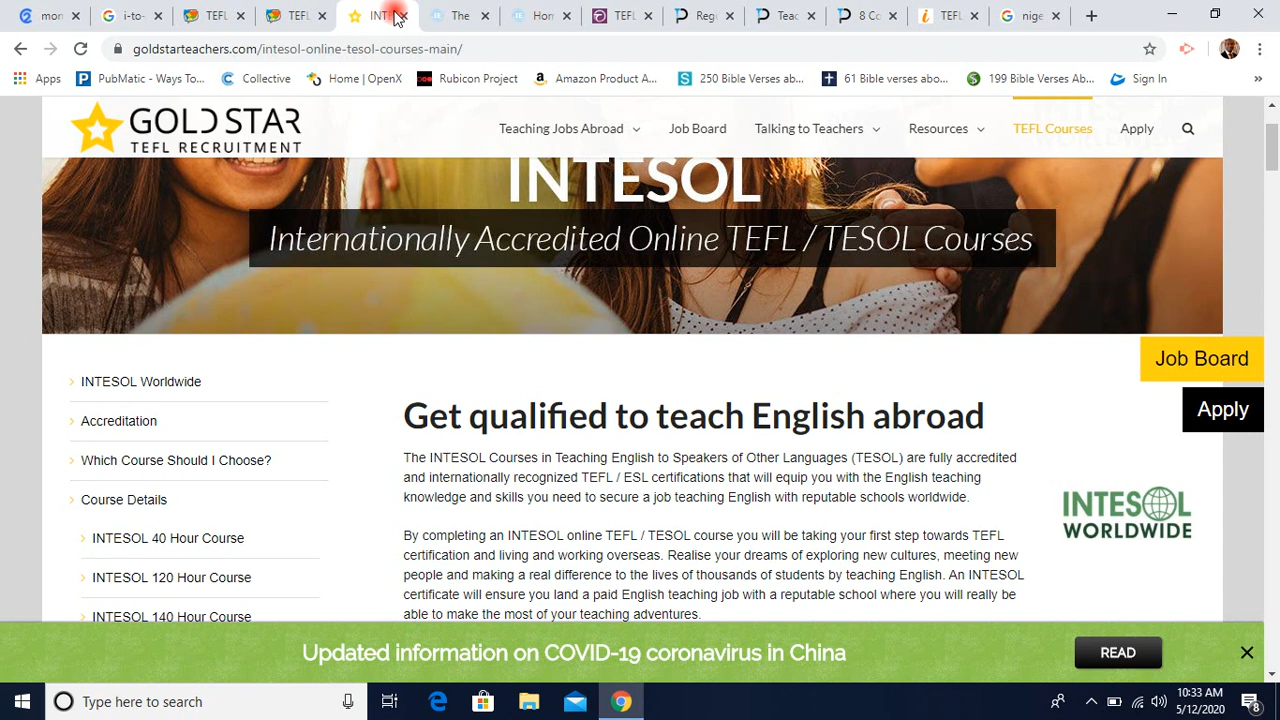 mon
i-to-
TEFL
TEFL
INT
The
Hon
TEFL
Reg
Teac
8 Co
TEFL
nige
goldstarteachers.com/intesol-online-tesol-courses-main/
Apps
PubMatic - Ways To...
Collective
Home | OpenX
Rubicon Project
Amazon Product A...
250 Bible Verses ab...
61 Bible verses abo...
199 Bible Verses Ab...
Sign In
»
GOLD STAR
TEFL RECRUITMENT
Teaching Jobs Abroad
Job Board
Talking to Teachers
Resources
TEFL Courses
Apply
INTESOL
Internationally Accredited Online TEFL / TESOL Courses
Job Board
Apply
INTESOL Worldwide
Accreditation
Which Course Should I Choose?
Course Details
INTESOL 40 Hour Course
INTESOL 120 Hour Course
INTESOL 140 Hour Course
Get qualified to teach English abroad
The INTESOL Courses in Teaching English to Speakers of Other Languages (TESOL) are fully accredited
and internationally recognized TEFL / ESL certifications that will equip you with the English teaching
knowledge and skills you need to secure a job teaching English with reputable schools worldwide.
By completing an INTESOL online TEFL / TESOL course you will be taking your first step towards TEFL
certification and living and working overseas. Realise your dreams of exploring new cultures, meeting new
people and making a real difference to the lives of thousands of students by teaching English. An INTESOL
certificate will ensure you land a paid English teaching job with a reputable school where you will really be
able to make the most of your teaching adventures.
INTESOL
WORLDWIDE
Updated information on COVID-19 coronavirus in China
READ
Type here to search
10:33 AM
5/12/2020
8